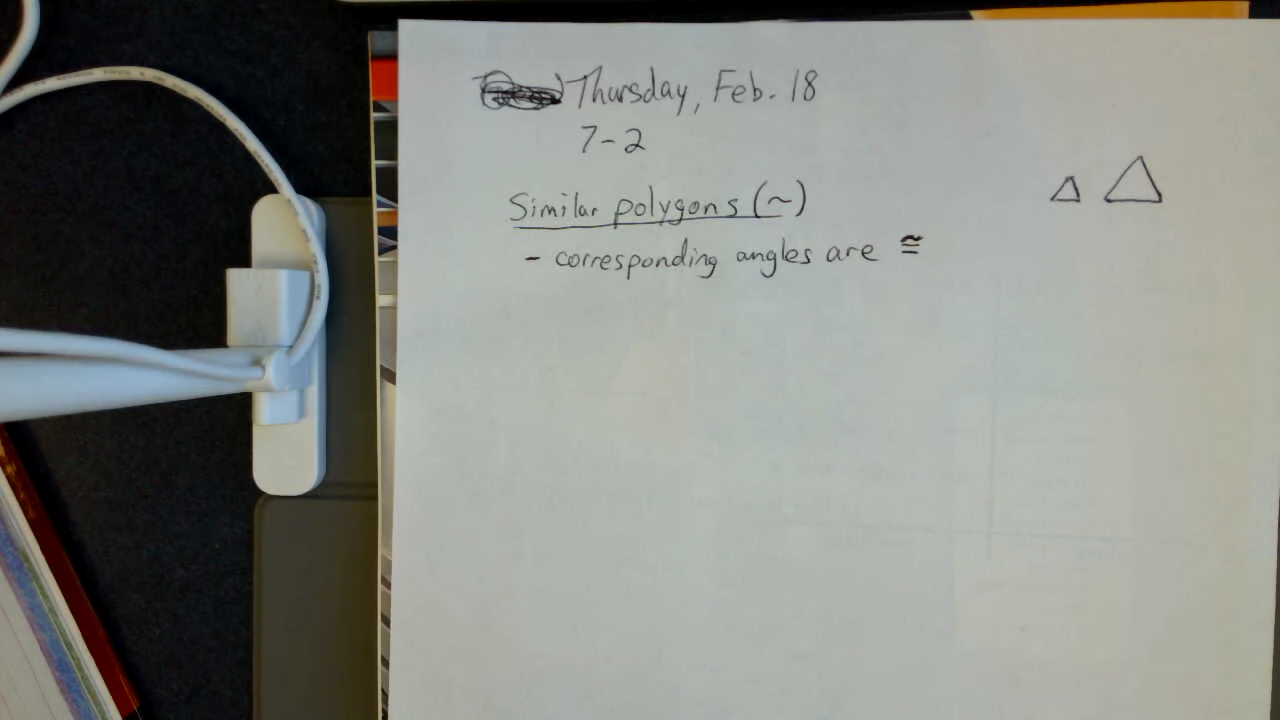 Thursday, Feb. 18
7-2
Similar polygons (~)
- corresponding angles are ≅